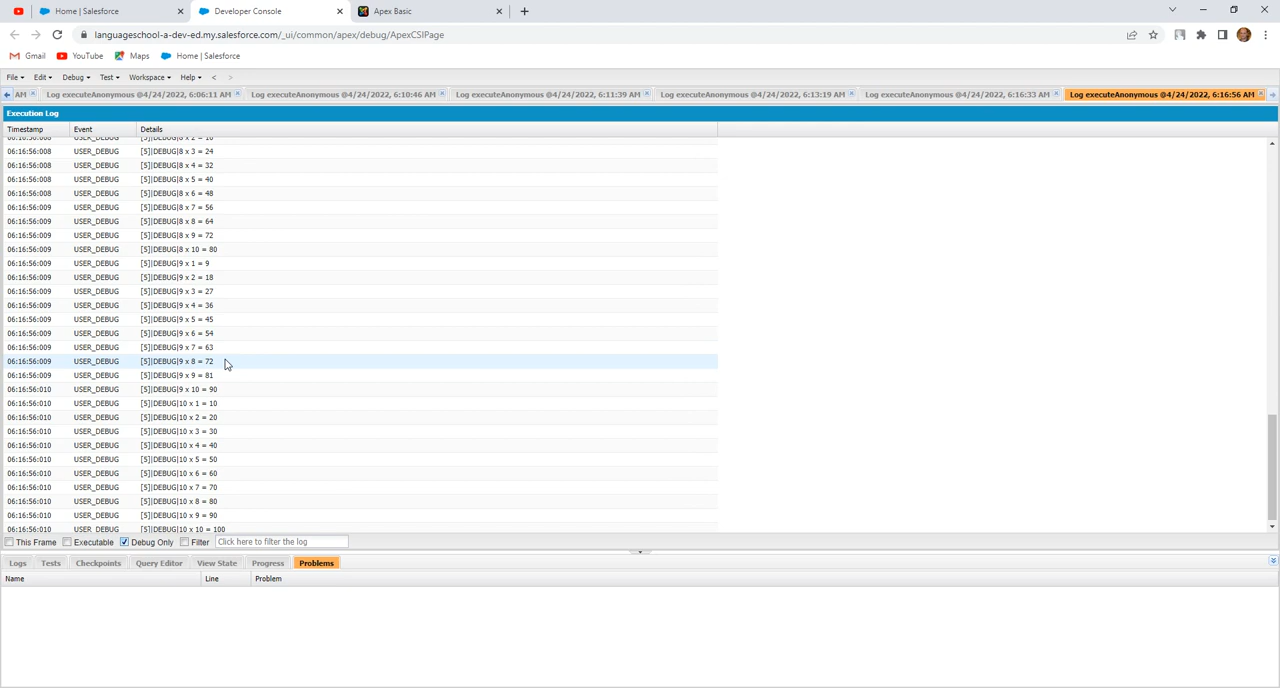 Home | Salesforce
Developer Console
Apex Basic
languageschool-a-dev-ed.my.salesforce.com/_ui/common/apex/debug/ApexCSIPage
Gmail YouTube Maps Home | Salesforce
File Edit Debug Test Workspace Help < >
AM Log executeAnonymous @4/24/2022, 6:06:11 AM Log executeAnonymous @4/24/2022, 6:10:46 AM Log executeAnonymous @4/24/2022, 6:11:39 AM Log executeAnonymous @4/24/2022, 6:13:19 AM Log executeAnonymous @4/24/2022, 6:16:33 AM Log executeAnonymous @4/24/2022, 6:16:56 AM
Execution Log
Timestamp Event Details
06:16:56:008 USER_DEBUG [5]|DEBUG|8 x 2 = 16
06:16:56:008 USER_DEBUG [5]|DEBUG|8 x 3 = 24
06:16:56:008 USER_DEBUG [5]|DEBUG|8 x 4 = 32
06:16:56:008 USER_DEBUG [5]|DEBUG|8 x 5 = 40
06:16:56:008 USER_DEBUG [5]|DEBUG|8 x 6 = 48
06:16:56:009 USER_DEBUG [5]|DEBUG|8 x 7 = 56
06:16:56:009 USER_DEBUG [5]|DEBUG|8 x 8 = 64
06:16:56:009 USER_DEBUG [5]|DEBUG|8 x 9 = 72
06:16:56:009 USER_DEBUG [5]|DEBUG|8 x 10 = 80
06:16:56:009 USER_DEBUG [5]|DEBUG|9 x 1 = 9
06:16:56:009 USER_DEBUG [5]|DEBUG|9 x 2 = 18
06:16:56:009 USER_DEBUG [5]|DEBUG|9 x 3 = 27
06:16:56:009 USER_DEBUG [5]|DEBUG|9 x 4 = 36
06:16:56:009 USER_DEBUG [5]|DEBUG|9 x 5 = 45
06:16:56:009 USER_DEBUG [5]|DEBUG|9 x 6 = 54
06:16:56:009 USER_DEBUG [5]|DEBUG|9 x 7 = 63
06:16:56:009 USER_DEBUG [5]|DEBUG|9 x 8 = 72
06:16:56:009 USER_DEBUG [5]|DEBUG|9 x 9 = 81
06:16:56:010 USER_DEBUG [5]|DEBUG|9 x 10 = 90
06:16:56:010 USER_DEBUG [5]|DEBUG|10 x 1 = 10
06:16:56:010 USER_DEBUG [5]|DEBUG|10 x 2 = 20
06:16:56:010 USER_DEBUG [5]|DEBUG|10 x 3 = 30
06:16:56:010 USER_DEBUG [5]|DEBUG|10 x 4 = 40
06:16:56:010 USER_DEBUG [5]|DEBUG|10 x 5 = 50
06:16:56:010 USER_DEBUG [5]|DEBUG|10 x 6 = 60
06:16:56:010 USER_DEBUG [5]|DEBUG|10 x 7 = 70
06:16:56:010 USER_DEBUG [5]|DEBUG|10 x 8 = 80
06:16:56:010 USER_DEBUG [5]|DEBUG|10 x 9 = 90
06:16:56:010 USER_DEBUG [5]|DEBUG|10 x 10 = 100
This Frame Executable Debug Only Filter Click here to filter the log
Logs Tests Checkpoints Query Editor View State Progress Problems
Name Line Problem